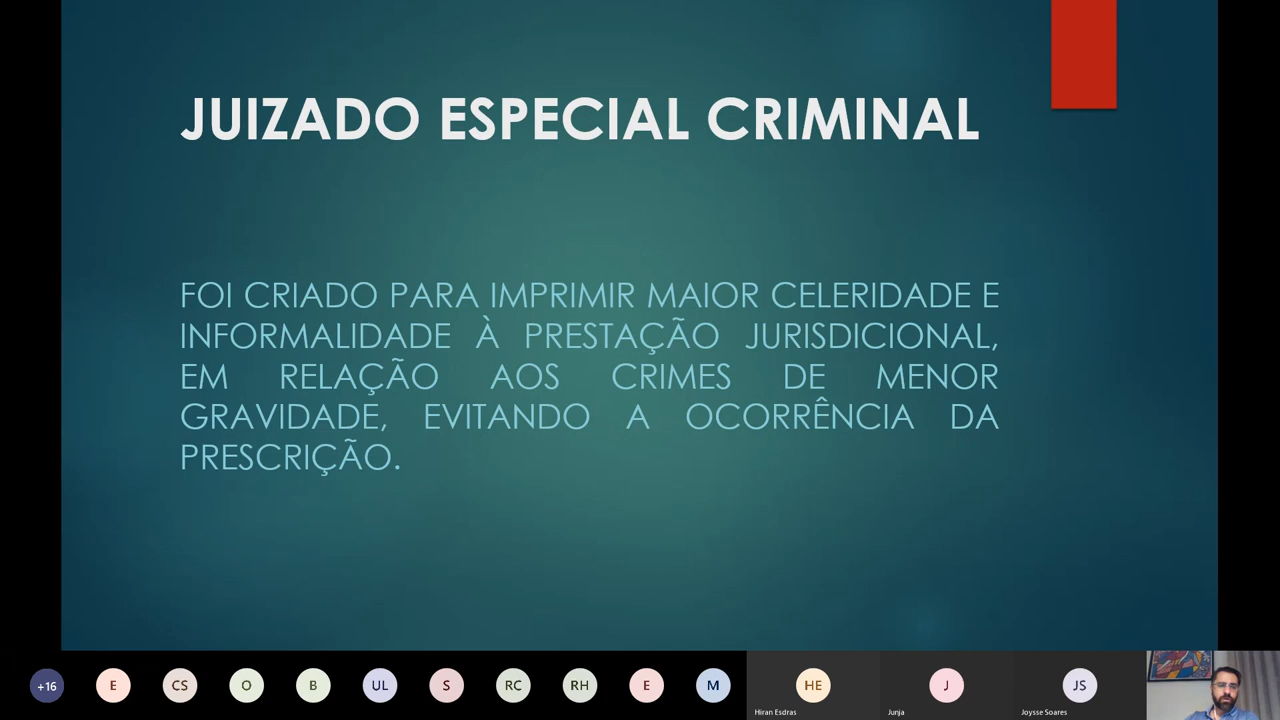 JUIZADO ESPECIAL CRIMINAL
FOI CRIADO PARA IMPRIMIR MAIOR CELERIDADE E
INFORMALIDADE À PRESTAÇÃO JURISDICIONAL,
EM RELAÇÃO AOS CRIMES DE MENOR
GRAVIDADE, EVITANDO A OCORRÊNCIA DA
PRESCRIÇÃO.
+16 E CS O B UL S RC RH E M HE J JS
Hiran Esdras Junja Joysse Soares